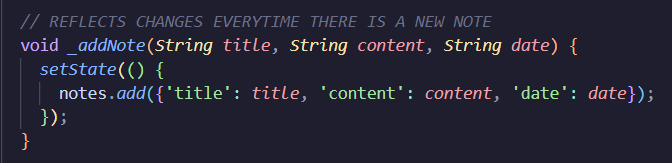 // REFLECTS CHANGES EVERYTIME THERE IS A NEW NOTE
void _addNote(String title, String content, String date) {
  setState(() {
    notes.add({'title': title, 'content': content, 'date': date});
  });
}